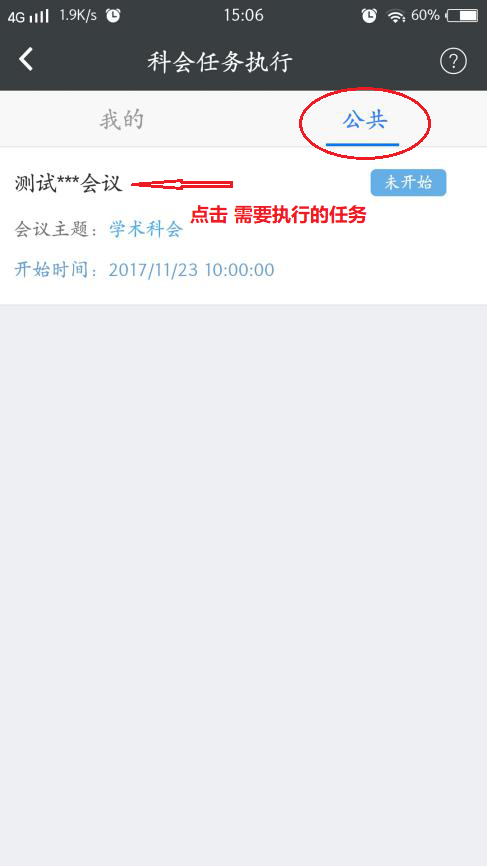 4G 1.9K/s 15:06 60%
科会任务执行 ?
我的 公共
测试***会议 未开始
点击 需要执行的任务
会议主题：学术科会
开始时间：2017/11/23 10:00:00